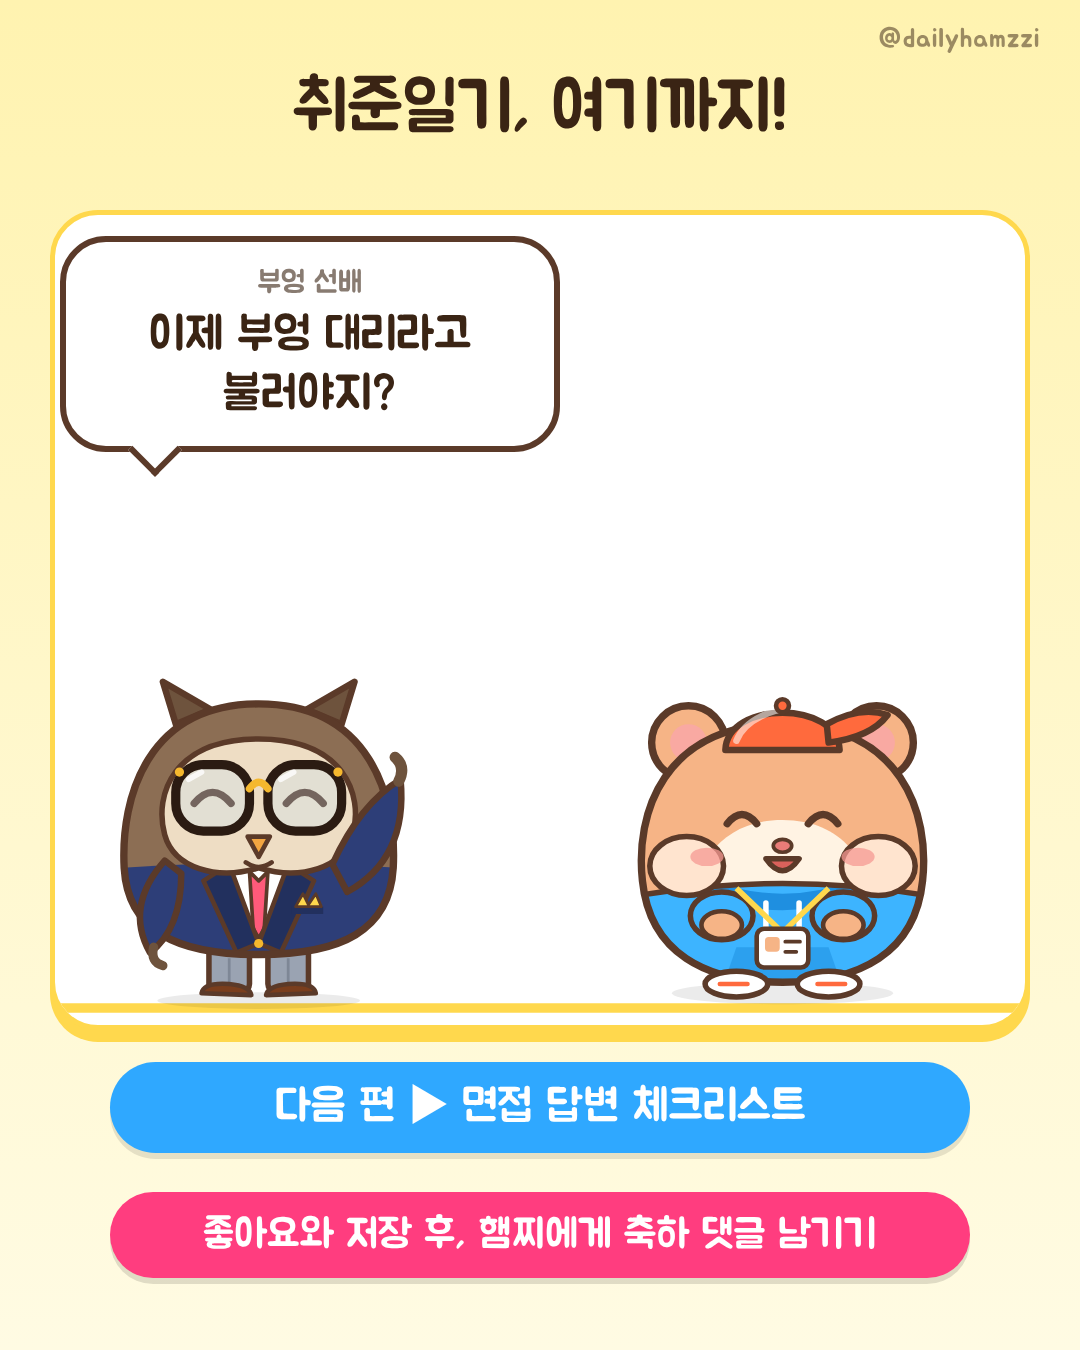 @dailyhamzzi
취준일기, 여기까지!
부엉 선배
이제 부엉 대리라고
불러야지?
다음 편 ▶ 면접 답변 체크리스트
좋아요와 저장 후, 햄찌에게 축하 댓글 남기기